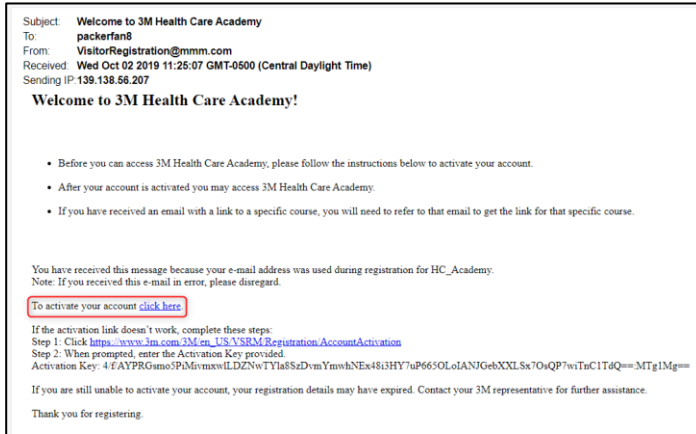 Subject: Welcome to 3M Health Care Academy
To: packerfan8
From: VisitorRegistration@mmm.com
Received: Wed Oct 02 2019 11:25:07 GMT-0500 (Central Daylight Time)
Sending IP: 139.138.56.207
Welcome to 3M Health Care Academy!
• Before you can access 3M Health Care Academy, please follow the instructions below to activate your account.
• After your account is activated you may access 3M Health Care Academy.
• If you have received an email with a link to a specific course, you will need to refer to that email to get the link for that specific course.
You have received this message because your e-mail address was used during registration for HC_Academy.
Note: If you received this e-mail in error, please disregard.
To activate your account click here.
If the activation link doesn't work, complete these steps:
Step 1: Click https://www.3m.com/3M/en_US/VSRM/Registration/AccountActivation
Step 2: When prompted, enter the Activation Key provided.
Activation Key:
If you are still unable to activate your account, your registration details may have expired. Contact your 3M representative for further assistance.
Thank you for registering.